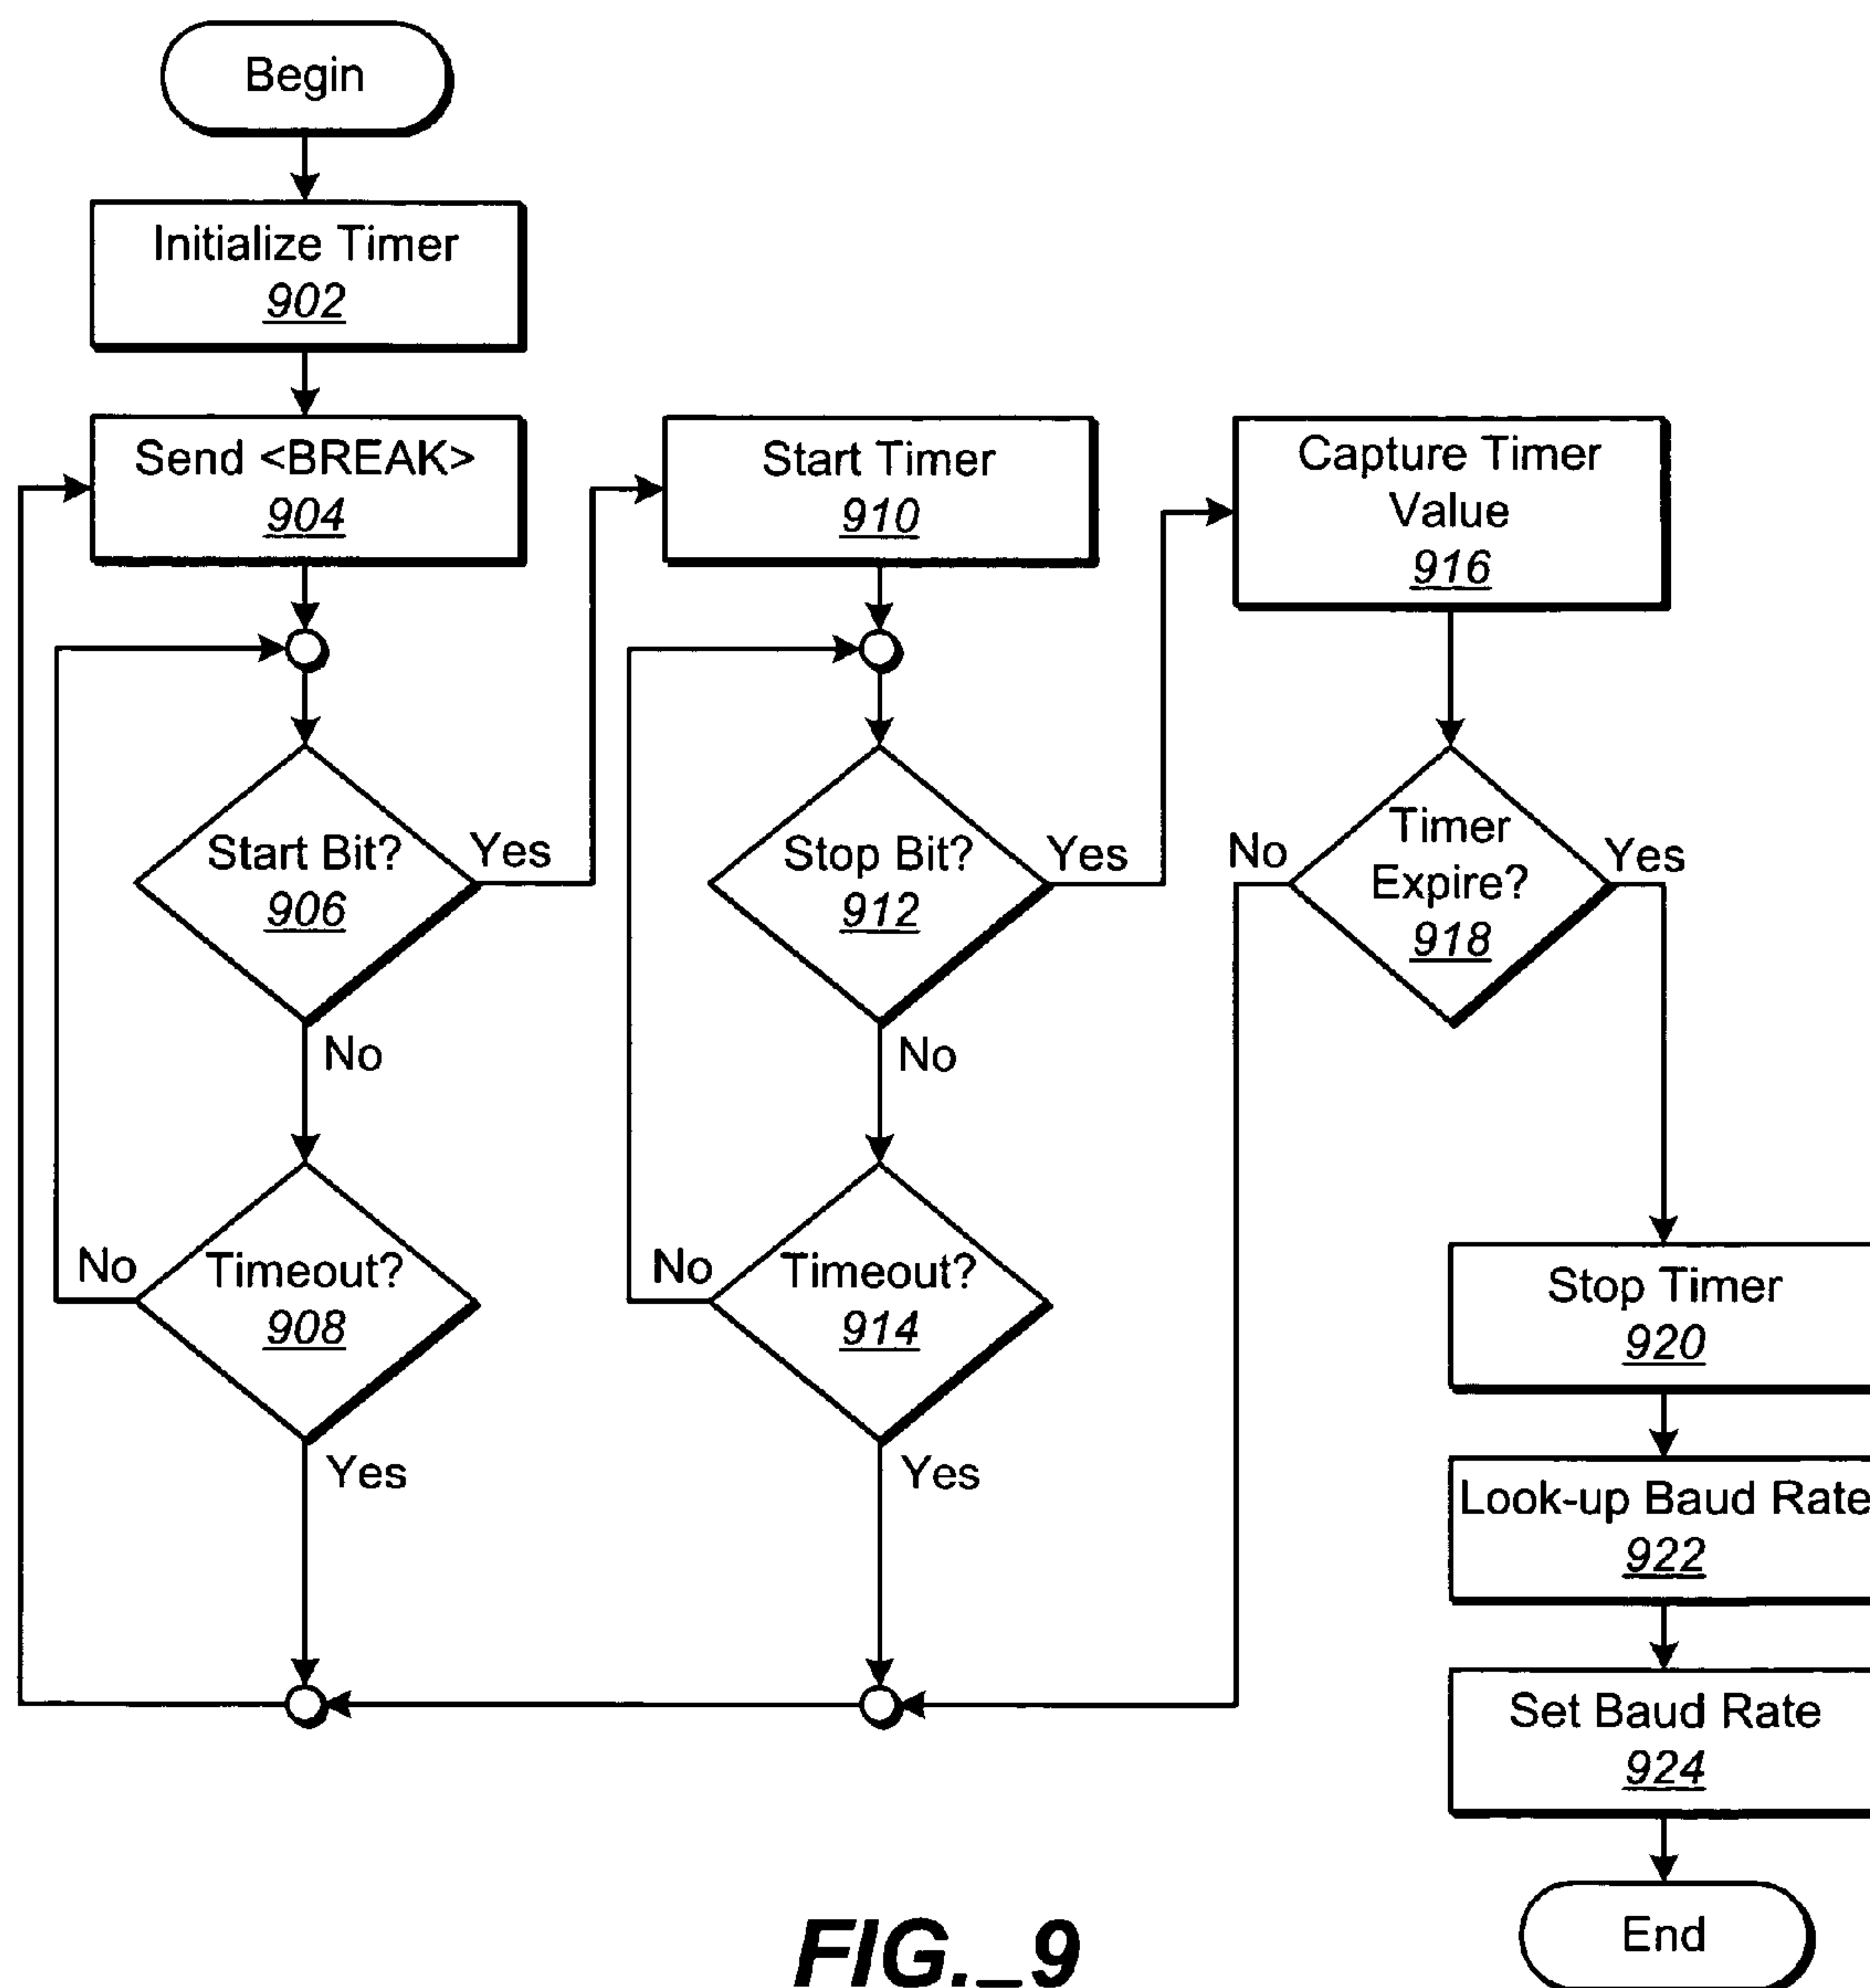 Begin
Initialize Timer
902
Send <BREAK>
904
Start Bit?
906
Yes
No
Timeout?
908
No
Yes
Start Timer
910
Stop Bit?
912
Yes
No
Timeout?
914
No
Yes
Capture Timer
Value
916
Timer
Expire?
918
No
Yes
Stop Timer
920
Look-up Baud Rate
922
Set Baud Rate
924
End
FIG._9